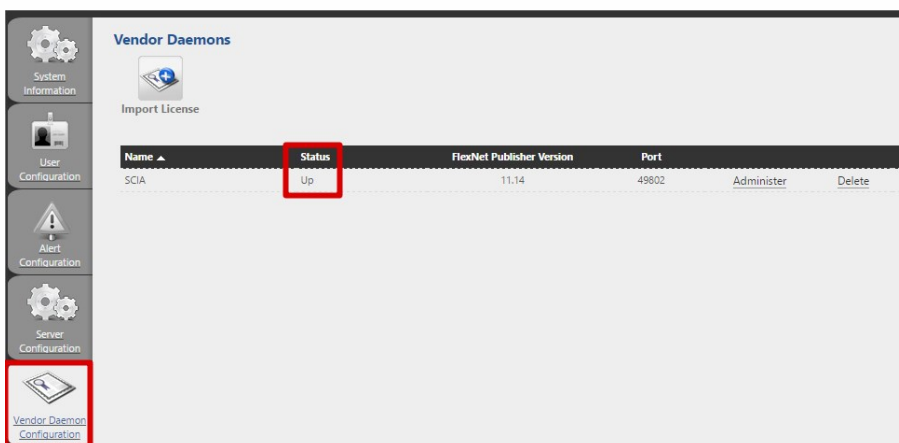 System
Information
User
Configuration
Alert
Configuration
Server
Configuration
Vendor Daemon
Configuration
Vendor Daemons
Import License
Name Status FlexNet Publisher Version Port
SCIA Up 11.14 49802 Administer Delete